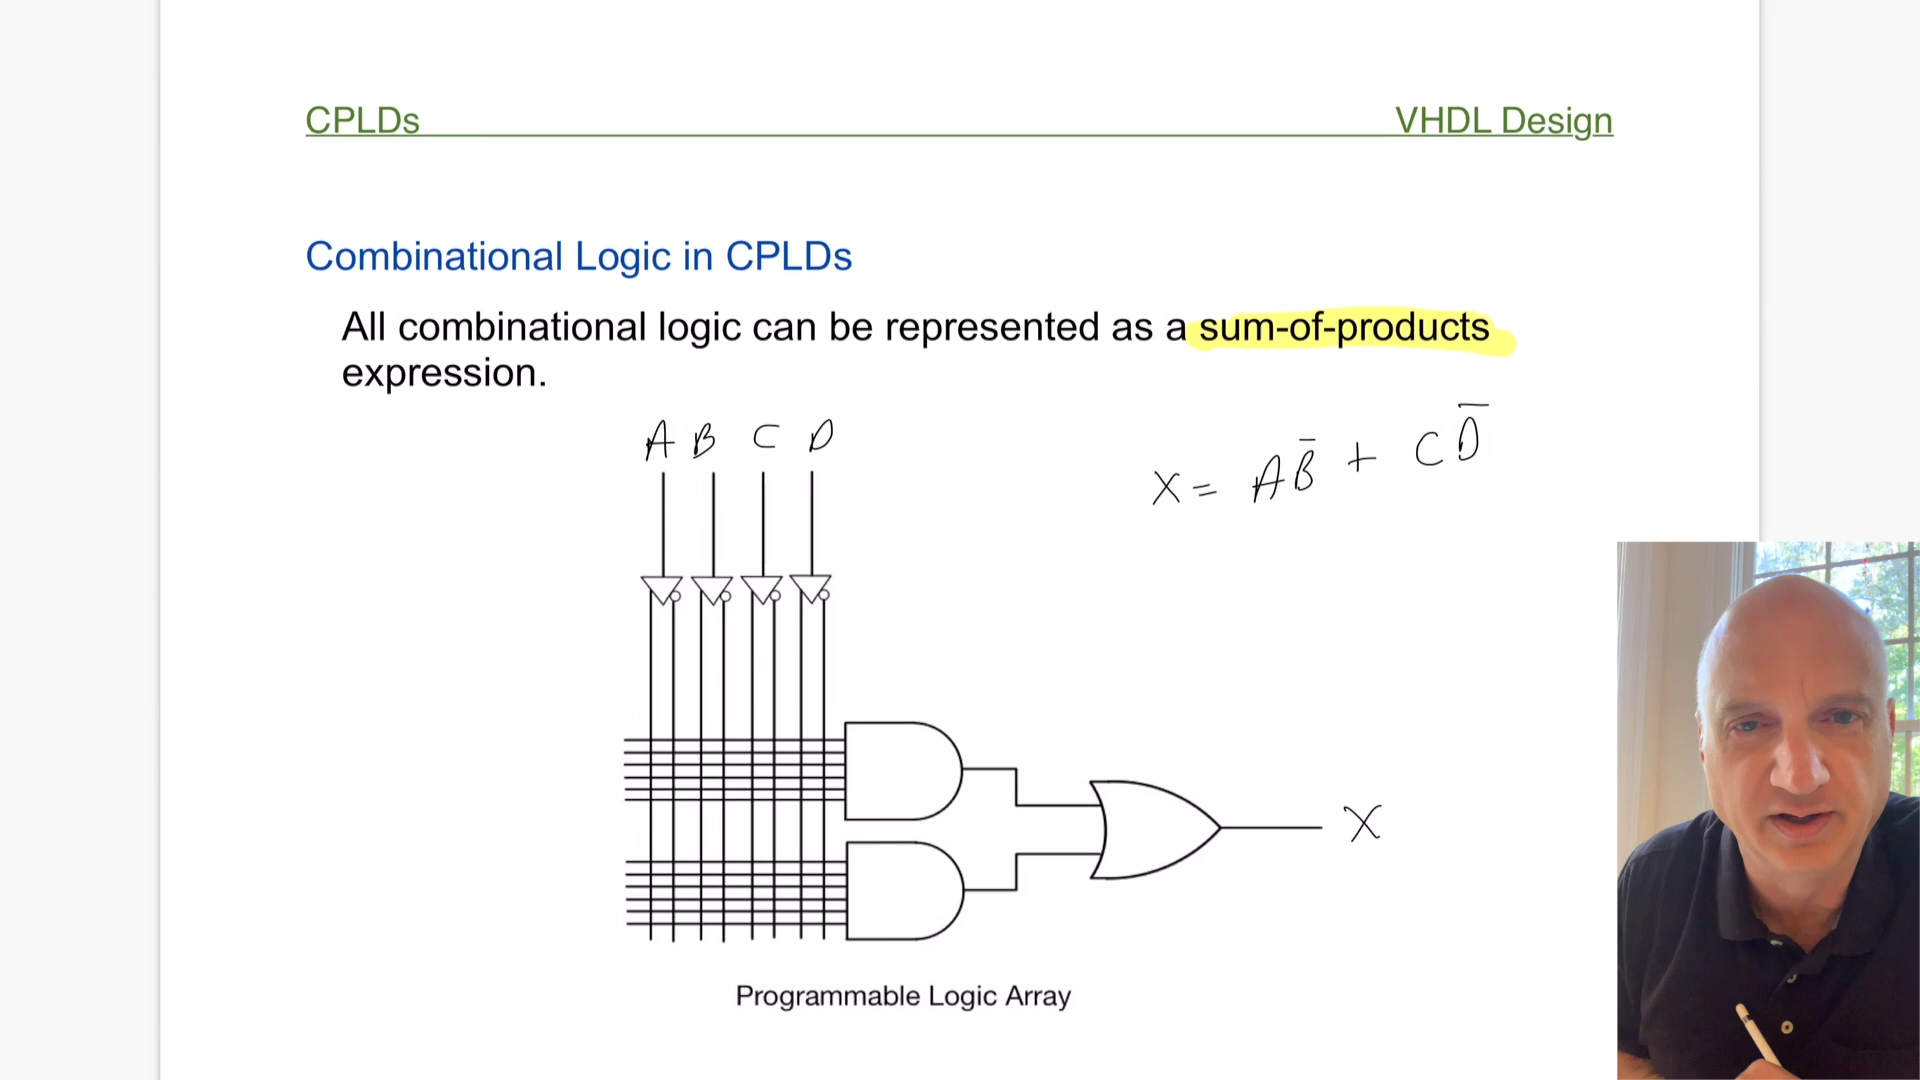 CPLDs VHDL Design
Combinational Logic in CPLDs
All combinational logic can be represented as a sum-of-products
expression.
A B C D
X = AB̅ + CD̅
X
Programmable Logic Array